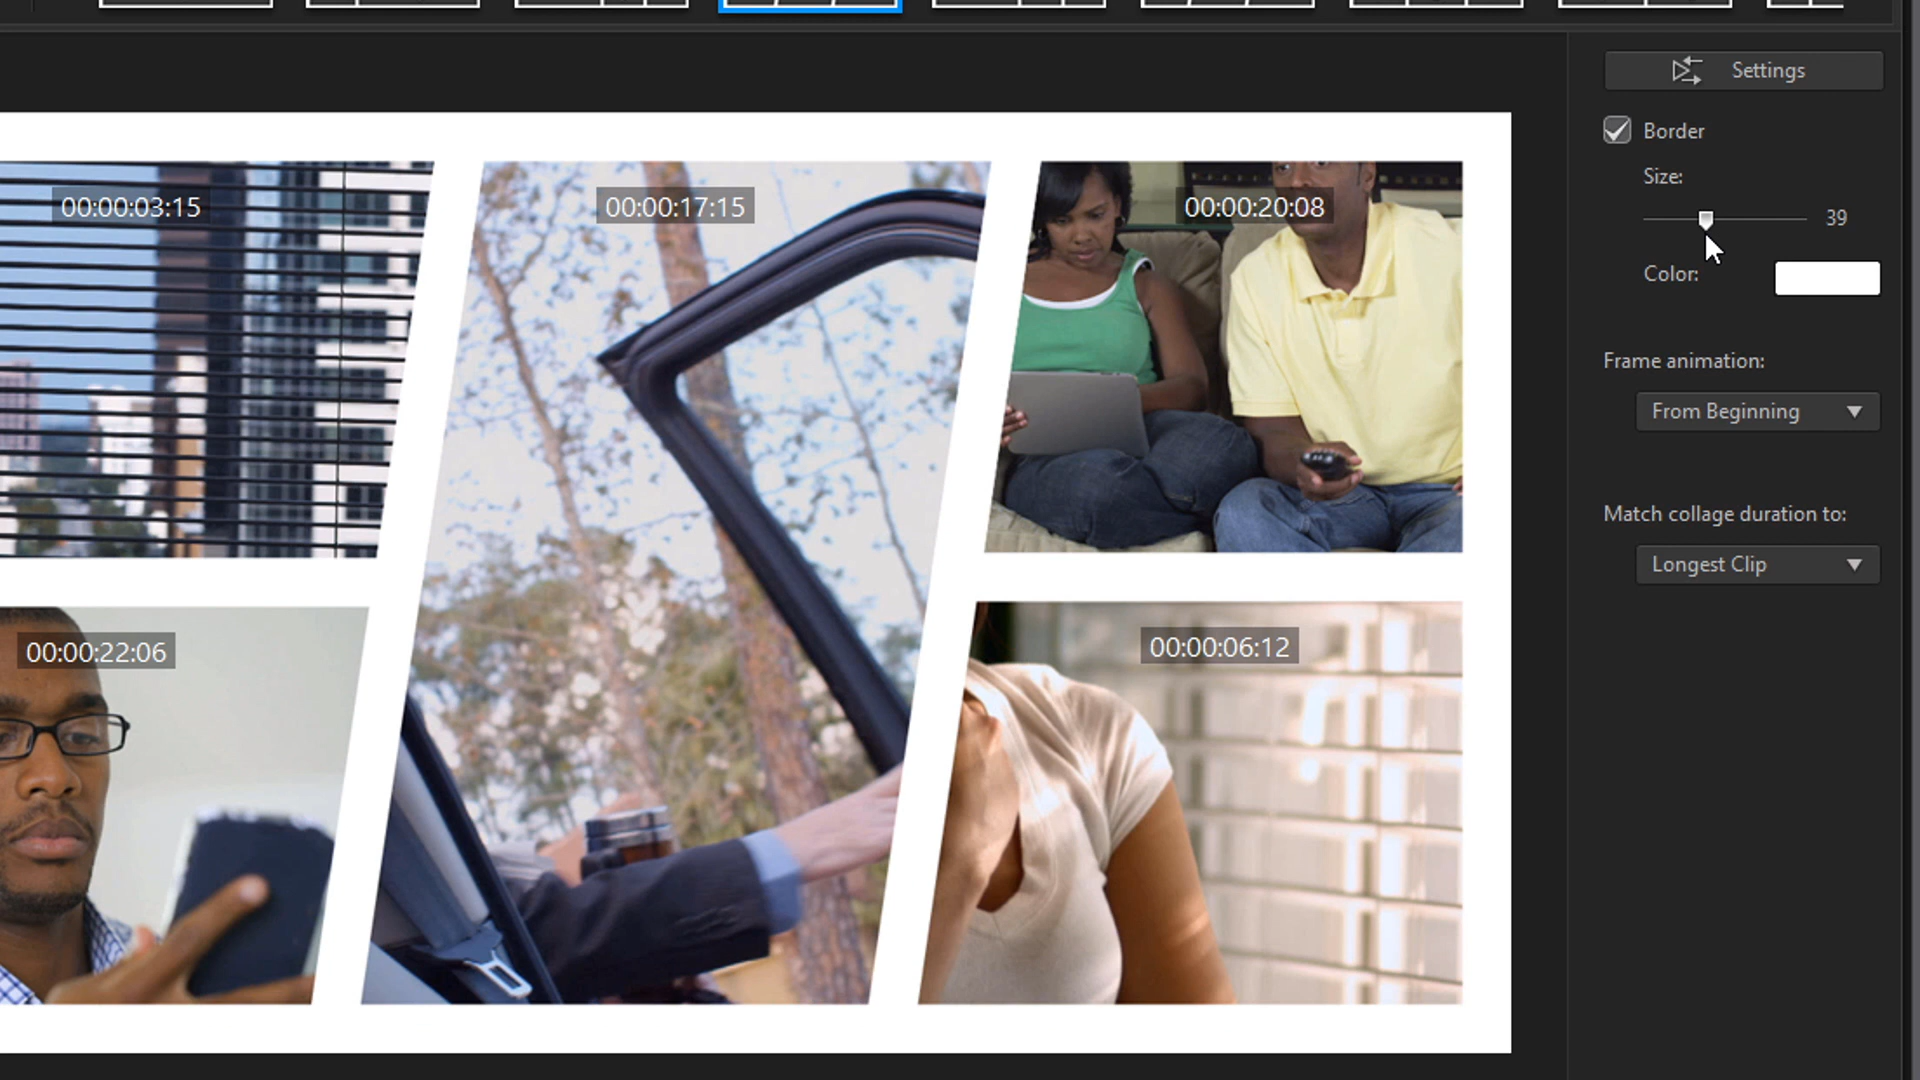 Settings
Border
Size:
39
Color:
Frame animation:
From Beginning
Match collage duration to:
Longest Clip
00:00:03:15
00:00:17:15
00:00:20:08
00:00:22:06
00:00:06:12